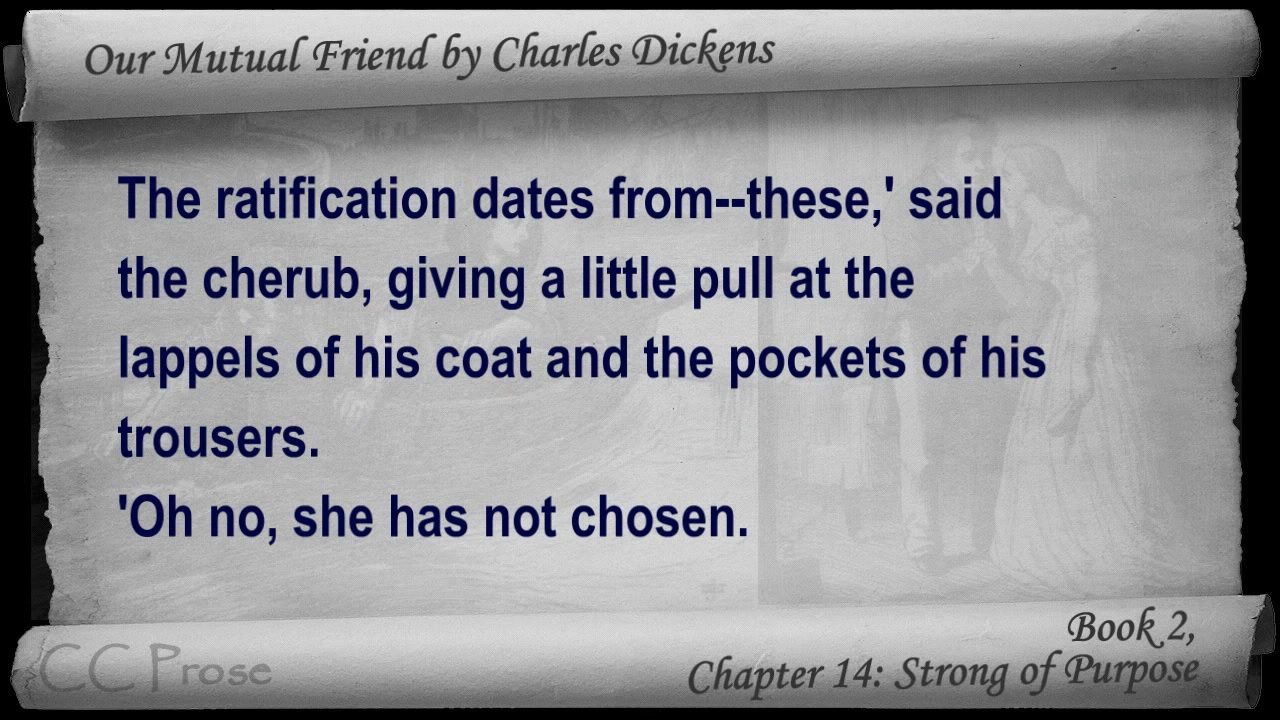 Our Mutual Friend by Charles Dickens
The ratification dates from--these,' said
the cherub, giving a little pull at the
lappels of his coat and the pockets of his
trousers.
'Oh no, she has not chosen.
Book 2,
Chapter 14: Strong of Purpose
CC Prose